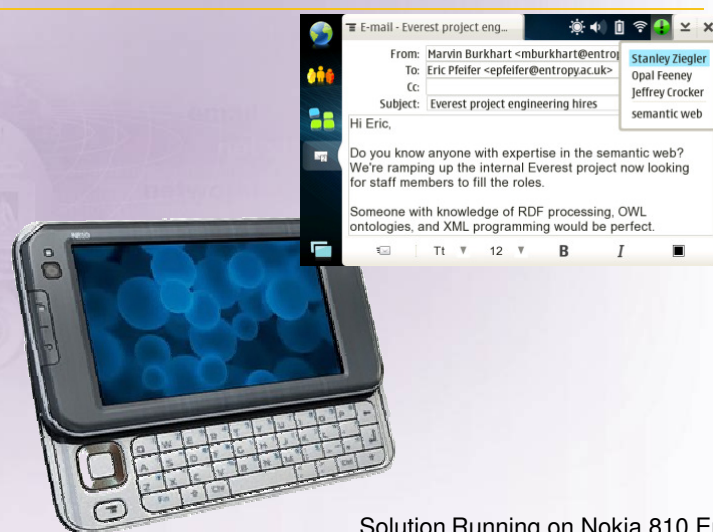 E-mail - Everest project eng...
From: Marvin Burkhart <mburkhart@entrop
To: Eric Pfeifer <epfeifer@entropy.ac.uk>
Cc:
Subject: Everest project engineering hires
Stanley Ziegler
Opal Feeney
Jeffrey Crocker
semantic web
Hi Eric,
Do you know anyone with expertise in the semantic web?
We're ramping up the internal Everest project now looking
for staff members to fill the roles.
Someone with knowledge of RDF processing, OWL
ontologies, and XML programming would be perfect.
Tt 12 B I
Solution Running on Nokia 810 E